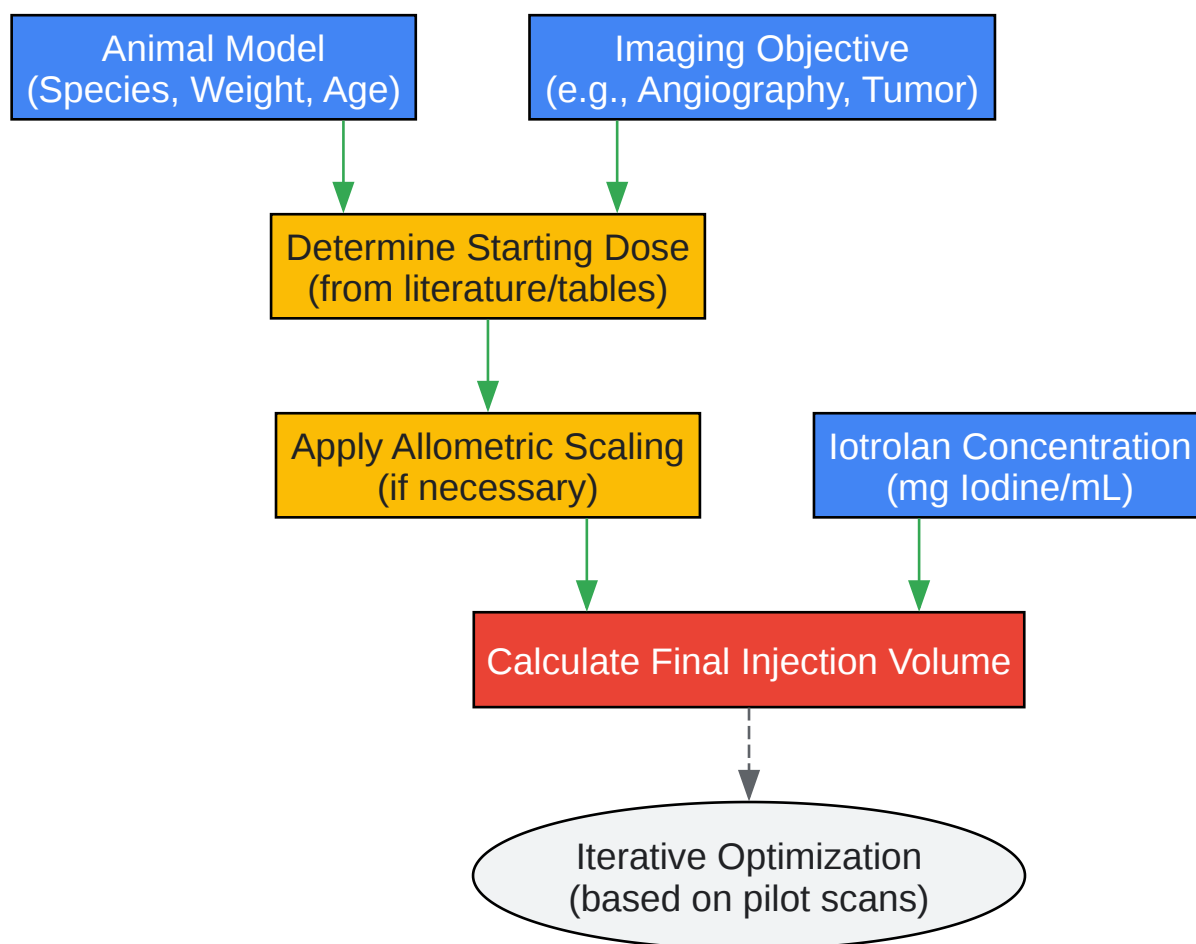 Animal Model
(Species, Weight, Age)
Imaging Objective
(e.g., Angiography, Tumor)
Determine Starting Dose
(from literature/tables)
Apply Allometric Scaling
(if necessary)
Iotrolan Concentration
(mg Iodine/mL)
Calculate Final Injection Volume
Iterative Optimization
(based on pilot scans)